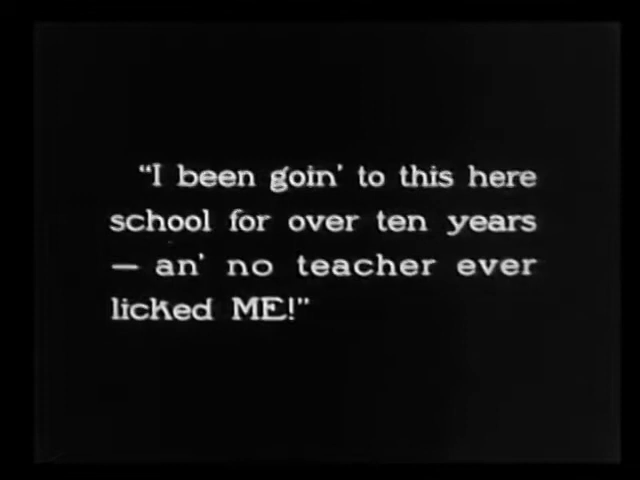 “I been goin' to this here
school for over ten years
— an' no teacher ever
licked ME!”